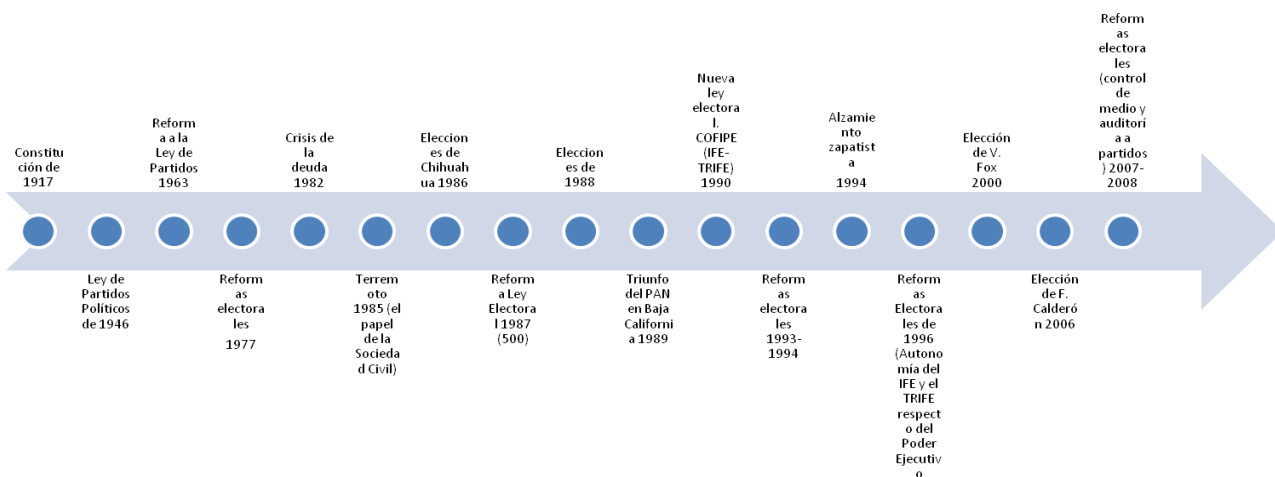 Constitu
ción de
1917
Ley de
Partidos
Políticos
de 1946
Reform
a a la
Ley de
Partidos
1963
Reform
as
electora
les
1977
Crisis de
la
deuda
1982
Terrem
oto
1985 (el
papel
de la
Socieda
d Civil)
Eleccion
es de
Chihuah
ua 1986
Reform
a Ley
Electora
l 1987
(500)
Eleccion
es de
1988
Triunfo
del PAN
en Baja
Californi
a 1989
Nueva
ley
electora
l.
COFIPE
(IFE-
TRIFE)
1990
Reform
as
electora
les
1993-
1994
Alzamie
nto
zapatist
a
1994
Reform
as
Electora
les de
1996
(Autono
mía del
IFE y el
TRIFE
respect
o del
Poder
Ejecutiv
o
Elección
de V.
Fox
2000
Elección
de F.
Calderó
n 2006
Reform
as
electora
les
(control
de
medio y
auditorí
a a
partidos
) 2007-
2008